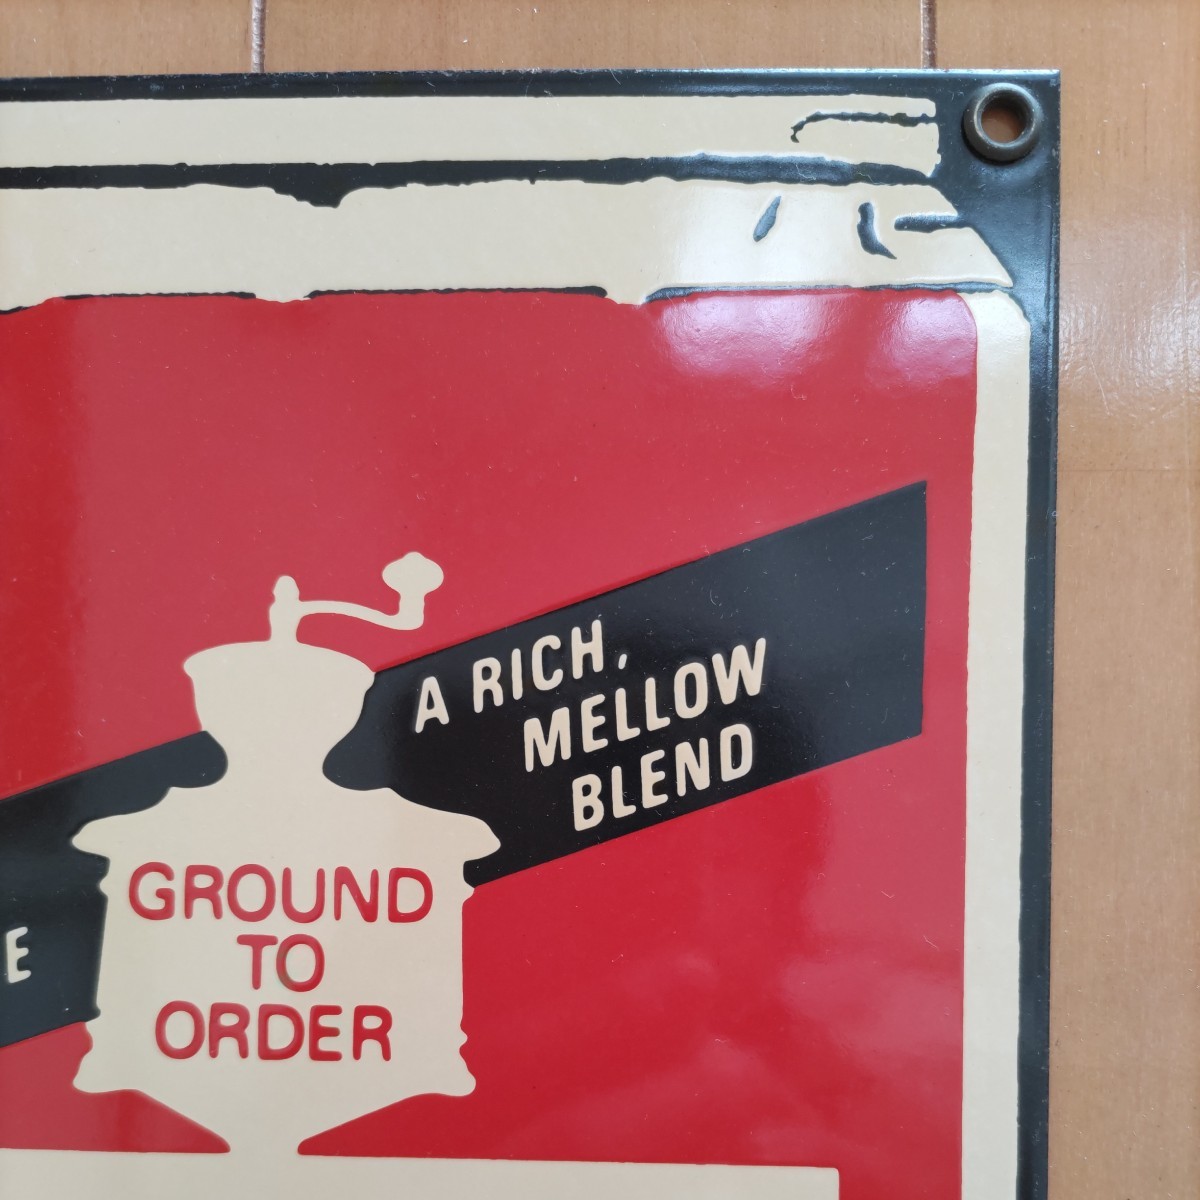 A RICH,
MELLOW
BLEND
GROUND
TO
ORDER
E